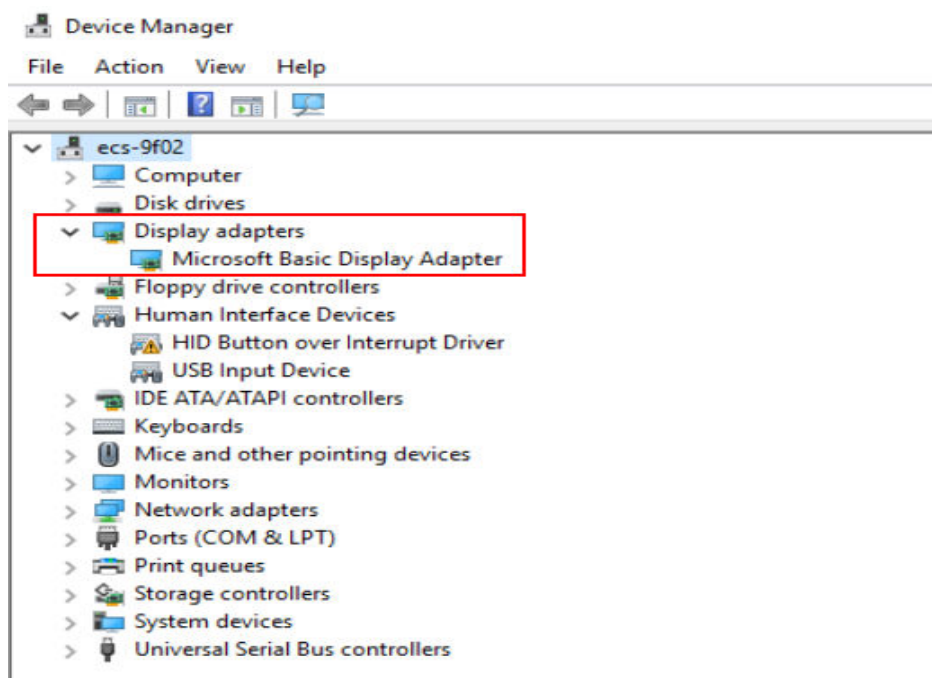 Device Manager
File Action View Help
ecs-9f02
Computer
Disk drives
Display adapters
Microsoft Basic Display Adapter
Floppy drive controllers
Human Interface Devices
HID Button over Interrupt Driver
USB Input Device
IDE ATA/ATAPI controllers
Keyboards
Mice and other pointing devices
Monitors
Network adapters
Ports (COM & LPT)
Print queues
Storage controllers
System devices
Universal Serial Bus controllers